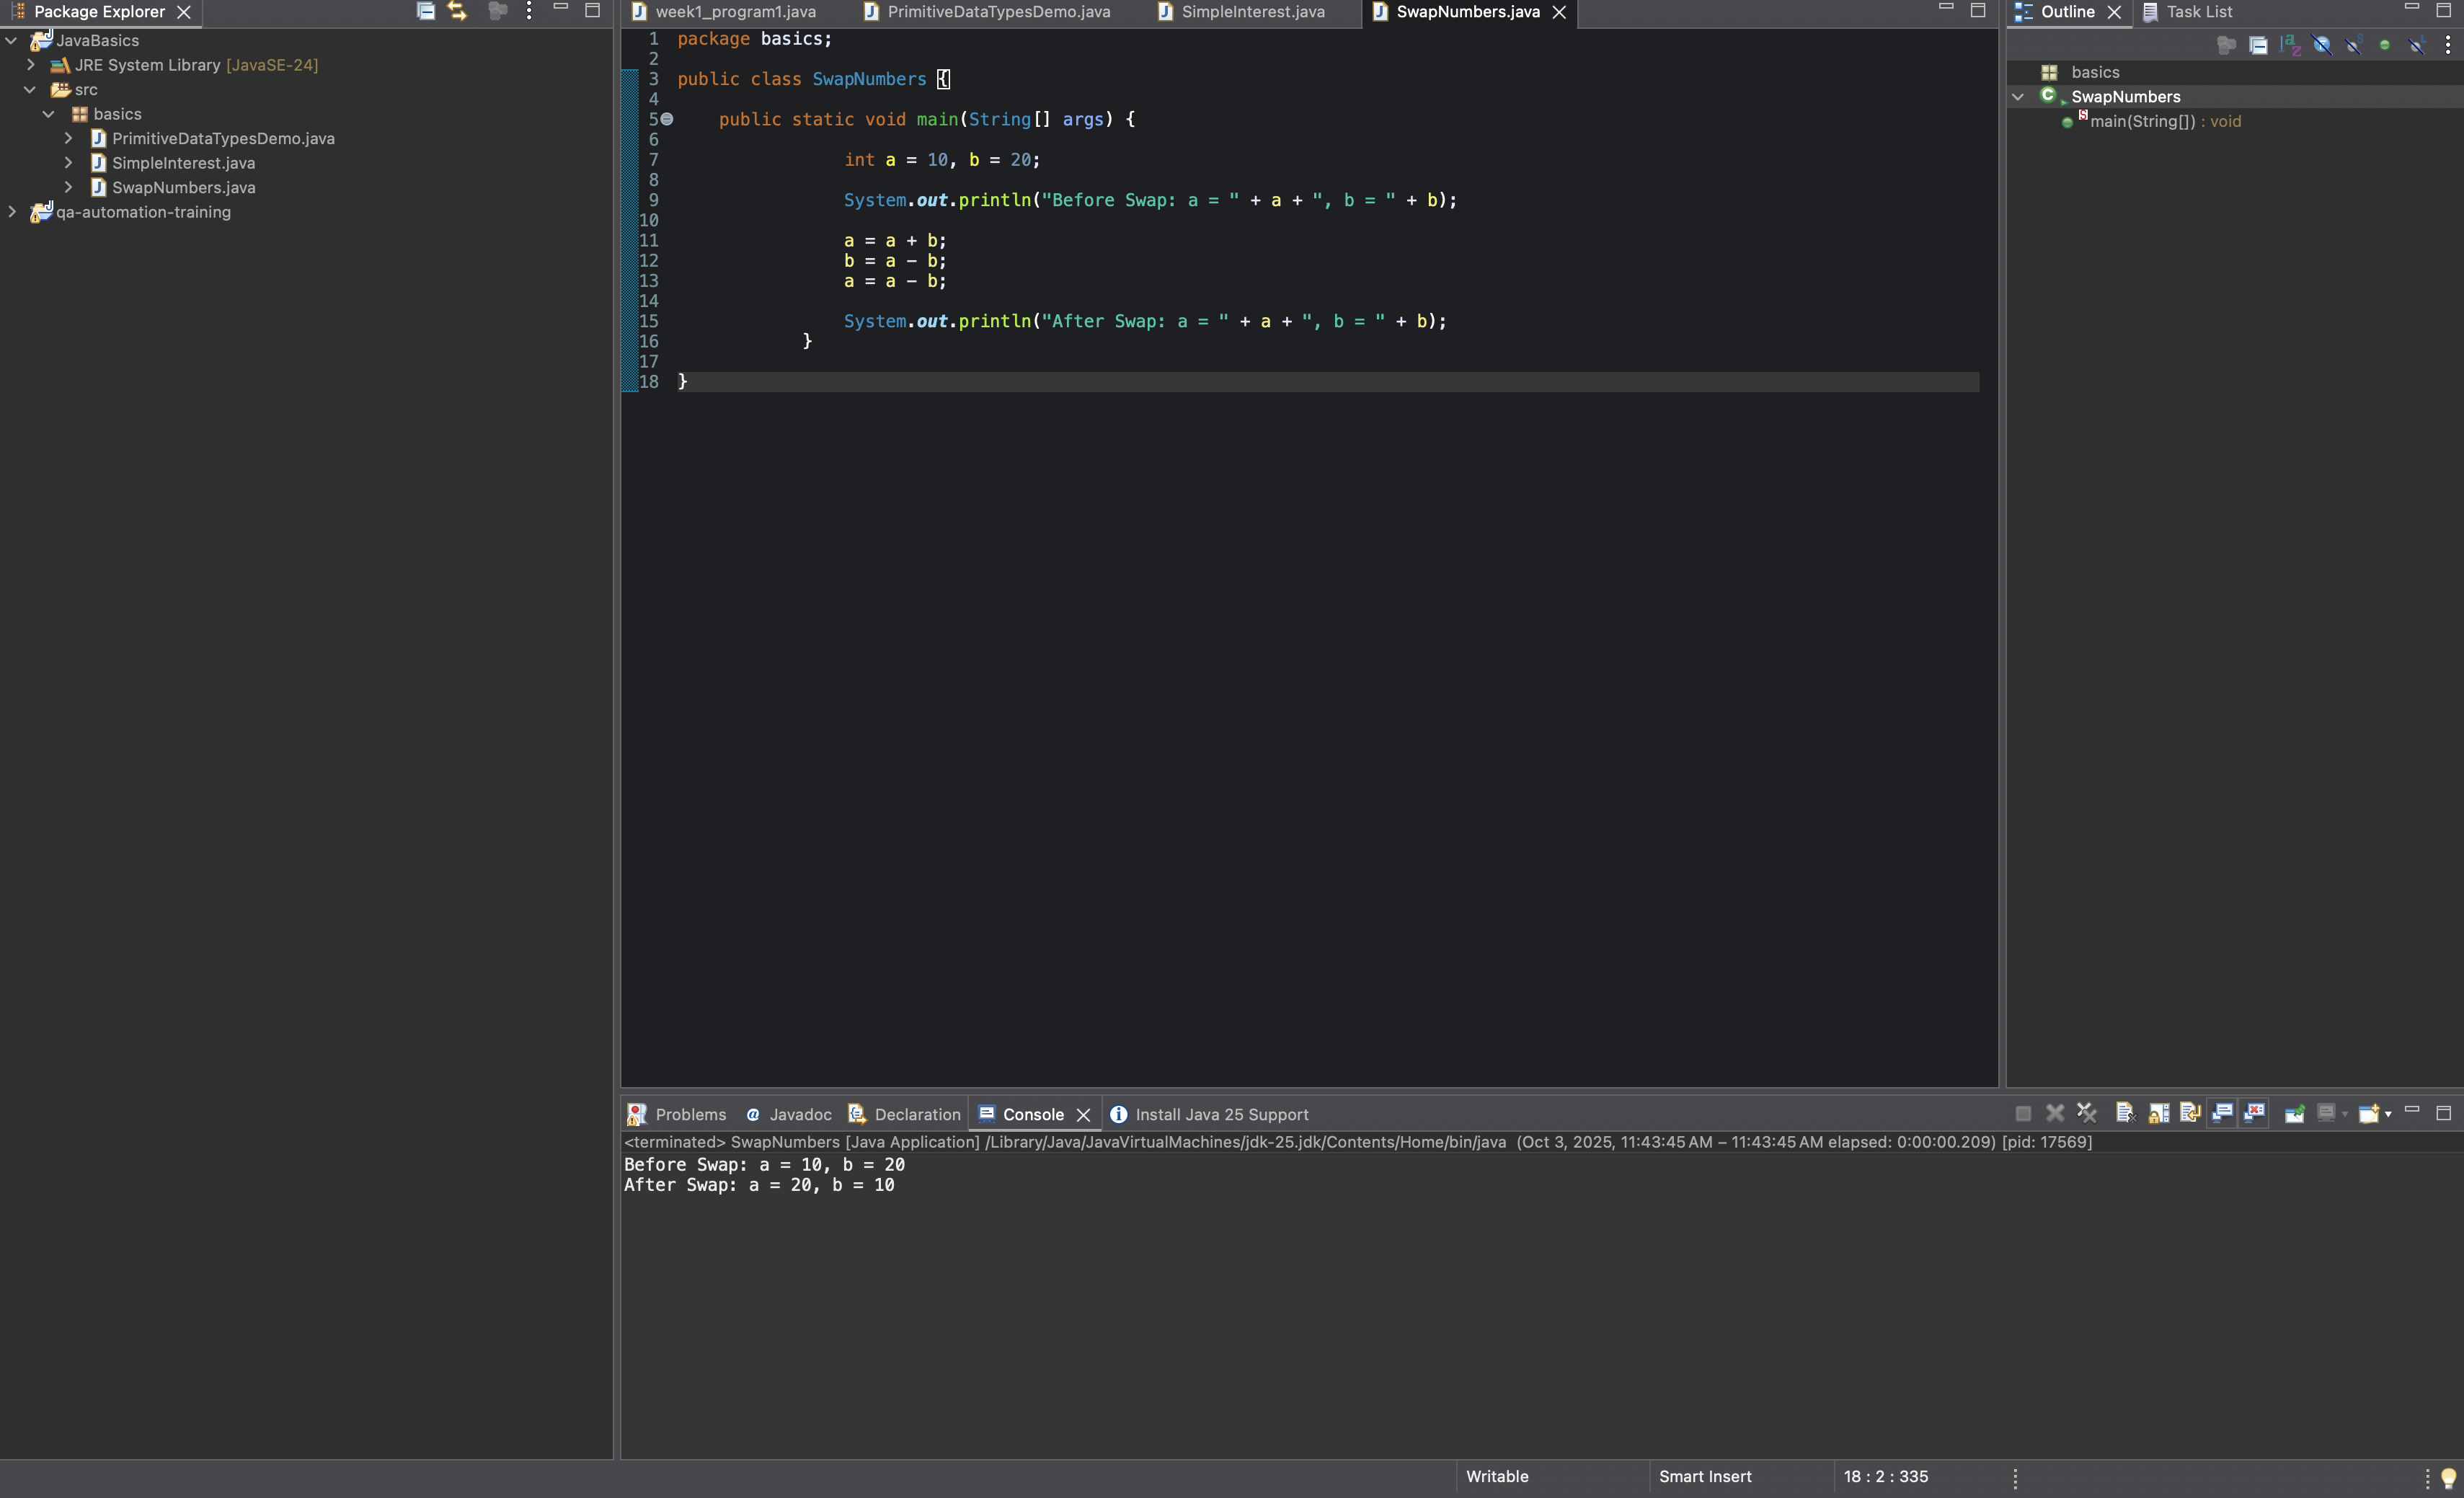 Package Explorer
JavaBasics
JRE System Library [JavaSE-24]
src
basics
PrimitiveDataTypesDemo.java
SimpleInterest.java
SwapNumbers.java
qa-automation-training
week1_program1.java PrimitiveDataTypesDemo.java SimpleInterest.java SwapNumbers.java
1 package basics;
2
3 public class SwapNumbers {
4
5 public static void main(String[] args) {
6
7 int a = 10, b = 20;
8
9 System.out.println("Before Swap: a = " + a + ", b = " + b);
10
11 a = a + b;
12 b = a - b;
13 a = a - b;
14
15 System.out.println("After Swap: a = " + a + ", b = " + b);
16 }
17
18 }
Outline Task List
basics
SwapNumbers
main(String[]) : void
Problems Javadoc Declaration Console Install Java 25 Support
<terminated> SwapNumbers [Java Application] /Library/Java/JavaVirtualMachines/jdk-25.jdk/Contents/Home/bin/java (Oct 3, 2025, 11:43:45 AM – 11:43:45 AM elapsed: 0:00:00.209) [pid: 17569]
Before Swap: a = 10, b = 20
After Swap: a = 20, b = 10
Writable Smart Insert 18 : 2 : 335